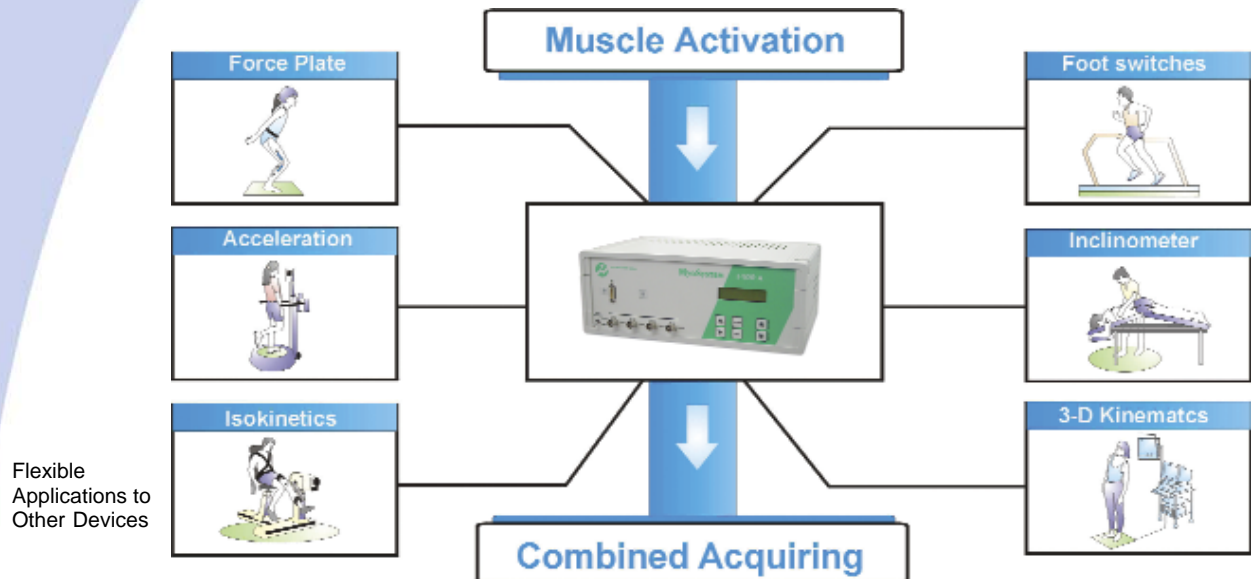 Muscle Activation
Force Plate
Foot switches
Acceleration
Inclinometer
Isokinetics
3-D Kinematcs
Flexible
Applications to
Other Devices
Combined Acquiring